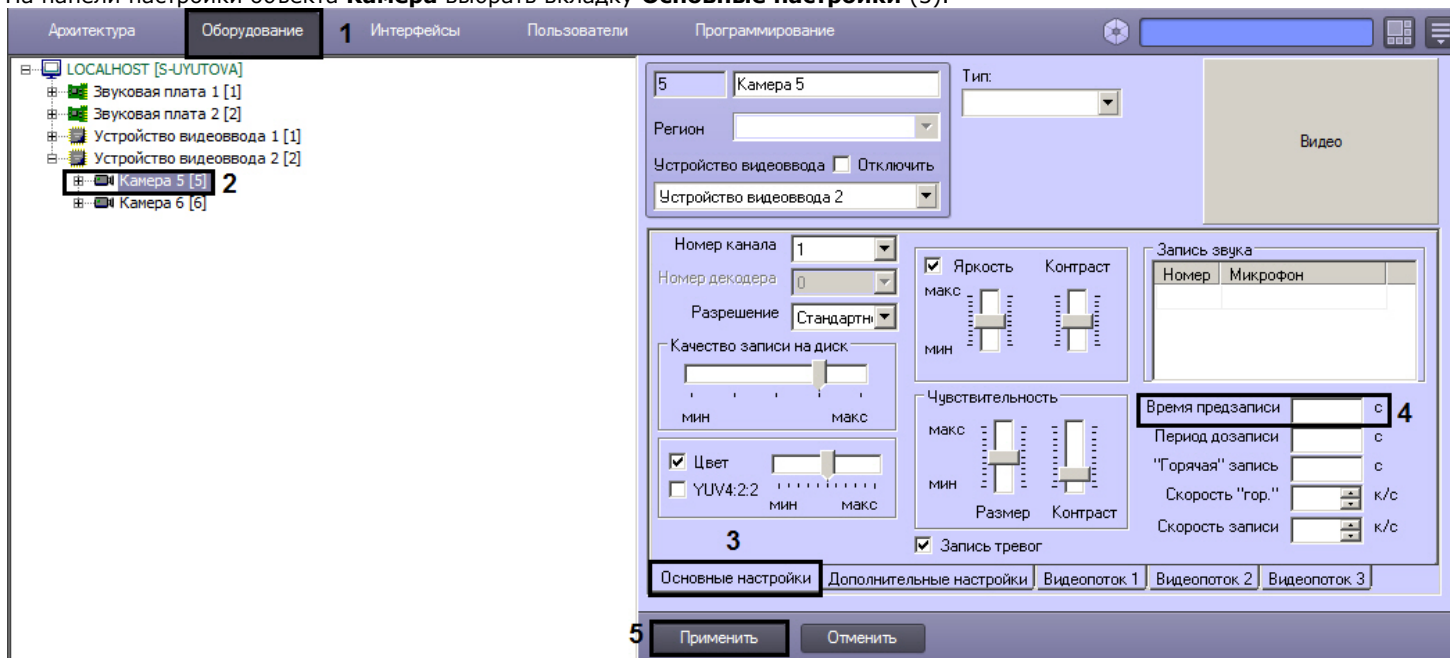 На панели настройки объекта Камера выбрать вкладку Основные настройки (3).
Архитектура Оборудование 1 Интерфейсы Пользователи Программирование
LOCALHOST [S-UYUTOVA]
Звуковая плата 1 [1]
Звуковая плата 2 [2]
Устройство видеоввода 1 [1]
Устройство видеоввода 2 [2]
Камера 5 [5] 2
Камера 6 [6]
5 Камера 5
Тип:
Регион
Устройство видеоввода Отключить
Устройство видеоввода 2
Видео
Номер канала 1
Номер декодера 0
Разрешение Стандартн
Качество записи на диск
мин макс
Цвет
YUV4:2:2
мин макс
3
Яркость Контраст
макс
мин
Чувствительность
макс
мин
Размер Контраст
Запись тревог
Запись звука
Номер Микрофон
Время предзаписи с 4
Период дозаписи с
"Горячая" запись с
Скорость "гор." к/с
Скорость записи к/с
Основные настройки Дополнительные настройки Видеопоток 1 Видеопоток 2 Видеопоток 3
5 Применить Отменить